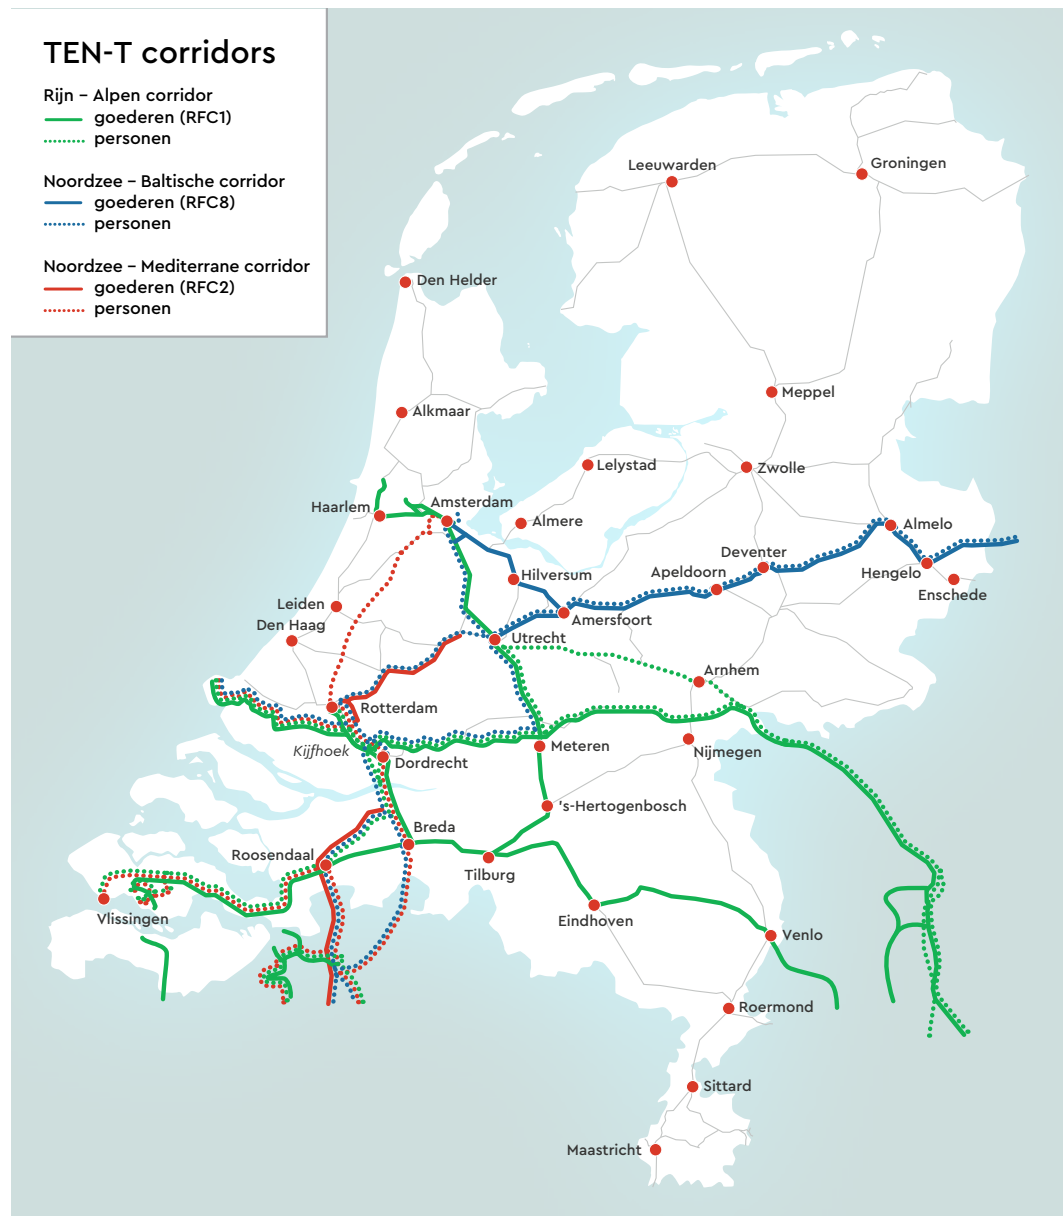 TEN-T corridors
Rijn – Alpen corridor
goederen (RFC1)
personen
Noordzee – Baltische corridor
goederen (RFC8)
personen
Noordzee – Mediterrane corridor
goederen (RFC2)
personen
Leeuwarden
Groningen
Den Helder
Meppel
Alkmaar
Lelystad
Zwolle
Haarlem
Amsterdam
Almere
Almelo
Deventer
Hilversum
Apeldoorn
Hengelo
Enschede
Leiden
Amersfoort
Den Haag
Utrecht
Arnhem
Rotterdam
Kijfhoek
Meteren
Nijmegen
Dordrecht
's-Hertogenbosch
Breda
Roosendaal
Tilburg
Vlissingen
Eindhoven
Venlo
Roermond
Sittard
Maastricht